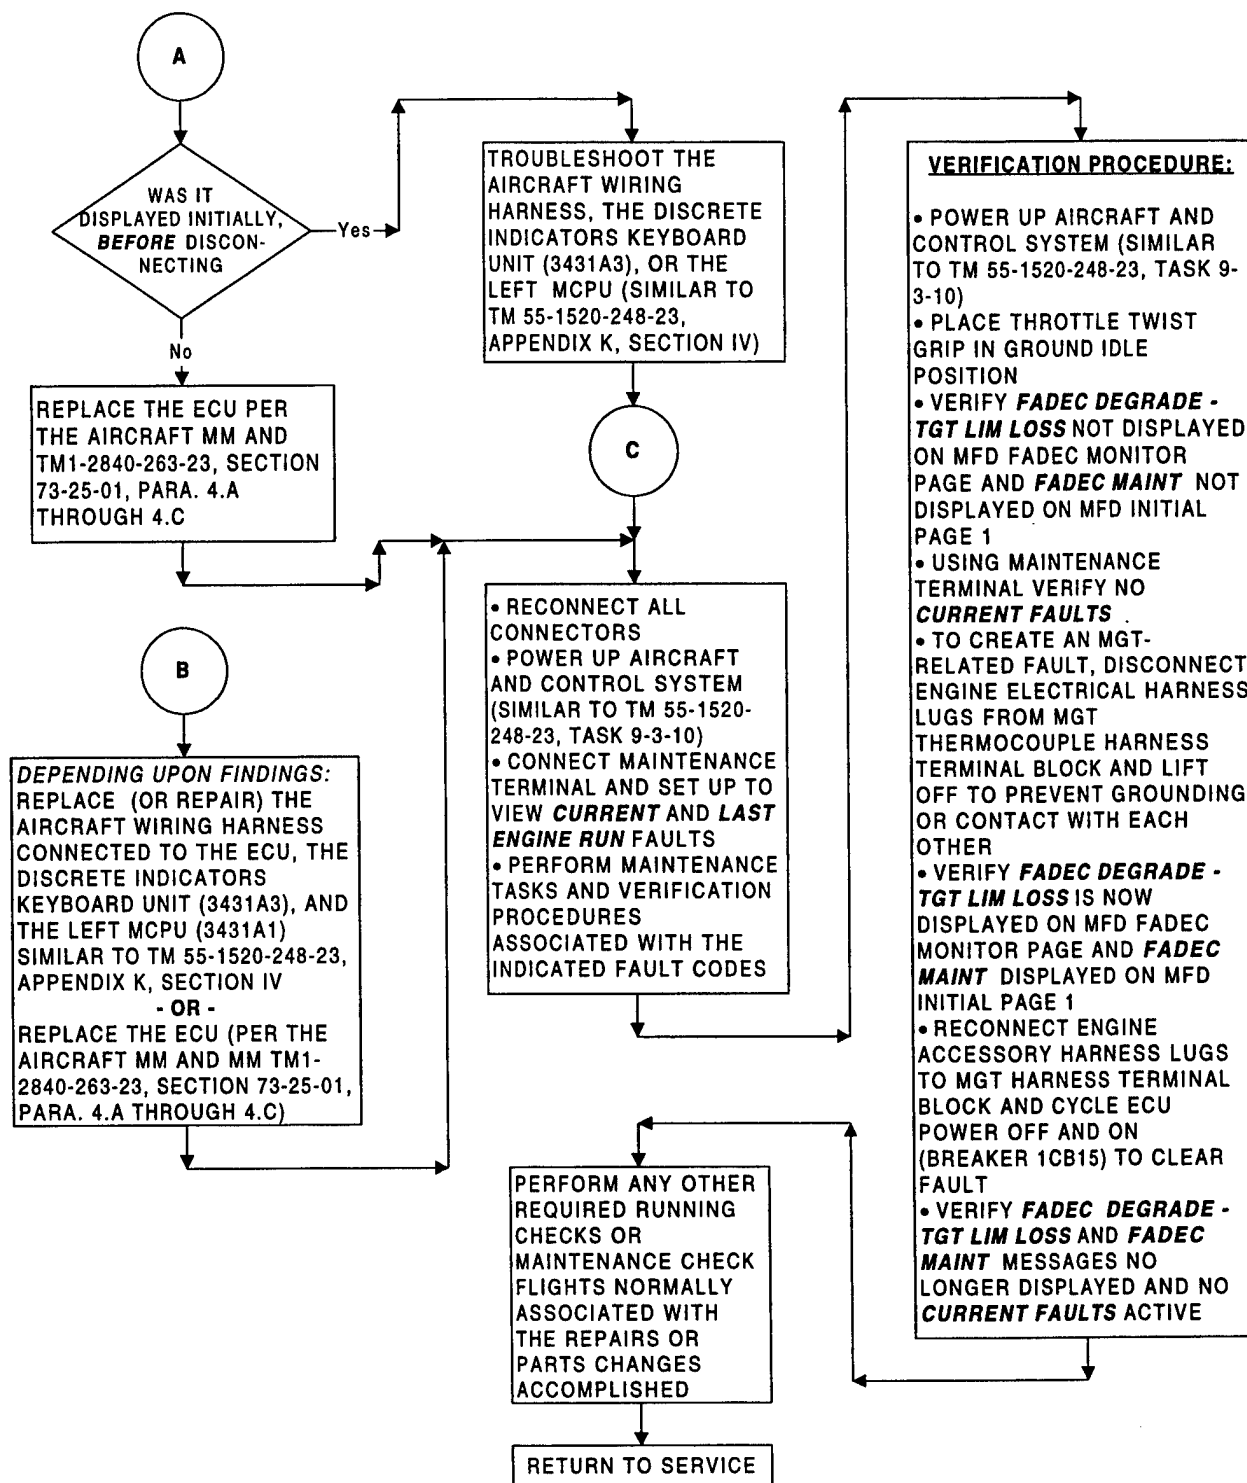 A
WAS IT
DISPLAYED INITIALLY,
BEFORE DISCON-
NECTING
Yes
No
REPLACE THE ECU PER
THE AIRCRAFT MM AND
TM1-2840-263-23, SECTION
73-25-01, PARA. 4.A
THROUGH 4.C
B
DEPENDING UPON FINDINGS:
REPLACE (OR REPAIR) THE
AIRCRAFT WIRING HARNESS
CONNECTED TO THE ECU, THE
DISCRETE INDICATORS
KEYBOARD UNIT (3431A3), AND
THE LEFT MCPU (3431A1)
SIMILAR TO TM 55-1520-248-23,
APPENDIX K, SECTION IV
- OR -
REPLACE THE ECU (PER THE
AIRCRAFT MM AND MM TM1-
2840-263-23, SECTION 73-25-01,
PARA. 4.A THROUGH 4.C)
TROUBLESHOOT THE
AIRCRAFT WIRING
HARNESS, THE DISCRETE
INDICATORS KEYBOARD
UNIT (3431A3), OR THE
LEFT MCPU (SIMILAR TO
TM 55-1520-248-23,
APPENDIX K, SECTION IV)
C
• RECONNECT ALL
CONNECTORS
• POWER UP AIRCRAFT
AND CONTROL SYSTEM
(SIMILAR TO TM 55-1520-
248-23, TASK 9-3-10)
• CONNECT MAINTENANCE
TERMINAL AND SET UP TO
VIEW CURRENT AND LAST
ENGINE RUN FAULTS
• PERFORM MAINTENANCE
TASKS AND VERIFICATION
PROCEDURES
ASSOCIATED WITH THE
INDICATED FAULT CODES
VERIFICATION PROCEDURE:
• POWER UP AIRCRAFT AND
CONTROL SYSTEM (SIMILAR
TO TM 55-1520-248-23, TASK 9-
3-10)
• PLACE THROTTLE TWIST
GRIP IN GROUND IDLE
POSITION
• VERIFY FADEC DEGRADE -
TGT LIM LOSS NOT DISPLAYED
ON MFD FADEC MONITOR
PAGE AND FADEC MAINT NOT
DISPLAYED ON MFD INITIAL
PAGE 1
• USING MAINTENANCE
TERMINAL VERIFY NO
CURRENT FAULTS .
• TO CREATE AN MGT-
RELATED FAULT, DISCONNECT
ENGINE ELECTRICAL HARNESS
LUGS FROM MGT
THERMOCOUPLE HARNESS
TERMINAL BLOCK AND LIFT
OFF TO PREVENT GROUNDING
OR CONTACT WITH EACH
OTHER
• VERIFY FADEC DEGRADE -
TGT LIM LOSS IS NOW
DISPLAYED ON MFD FADEC
MONITOR PAGE AND FADEC
MAINT DISPLAYED ON MFD
INITIAL PAGE 1
• RECONNECT ENGINE
ACCESSORY HARNESS LUGS
TO MGT HARNESS TERMINAL
BLOCK AND CYCLE ECU
POWER OFF AND ON
(BREAKER 1CB15) TO CLEAR
FAULT
• VERIFY FADEC DEGRADE -
TGT LIM LOSS AND FADEC
MAINT MESSAGES NO
LONGER DISPLAYED AND NO
CURRENT FAULTS ACTIVE
PERFORM ANY OTHER
REQUIRED RUNNING
CHECKS OR
MAINTENANCE CHECK
FLIGHTS NORMALLY
ASSOCIATED WITH
THE REPAIRS OR
PARTS CHANGES
ACCOMPLISHED
RETURN TO SERVICE